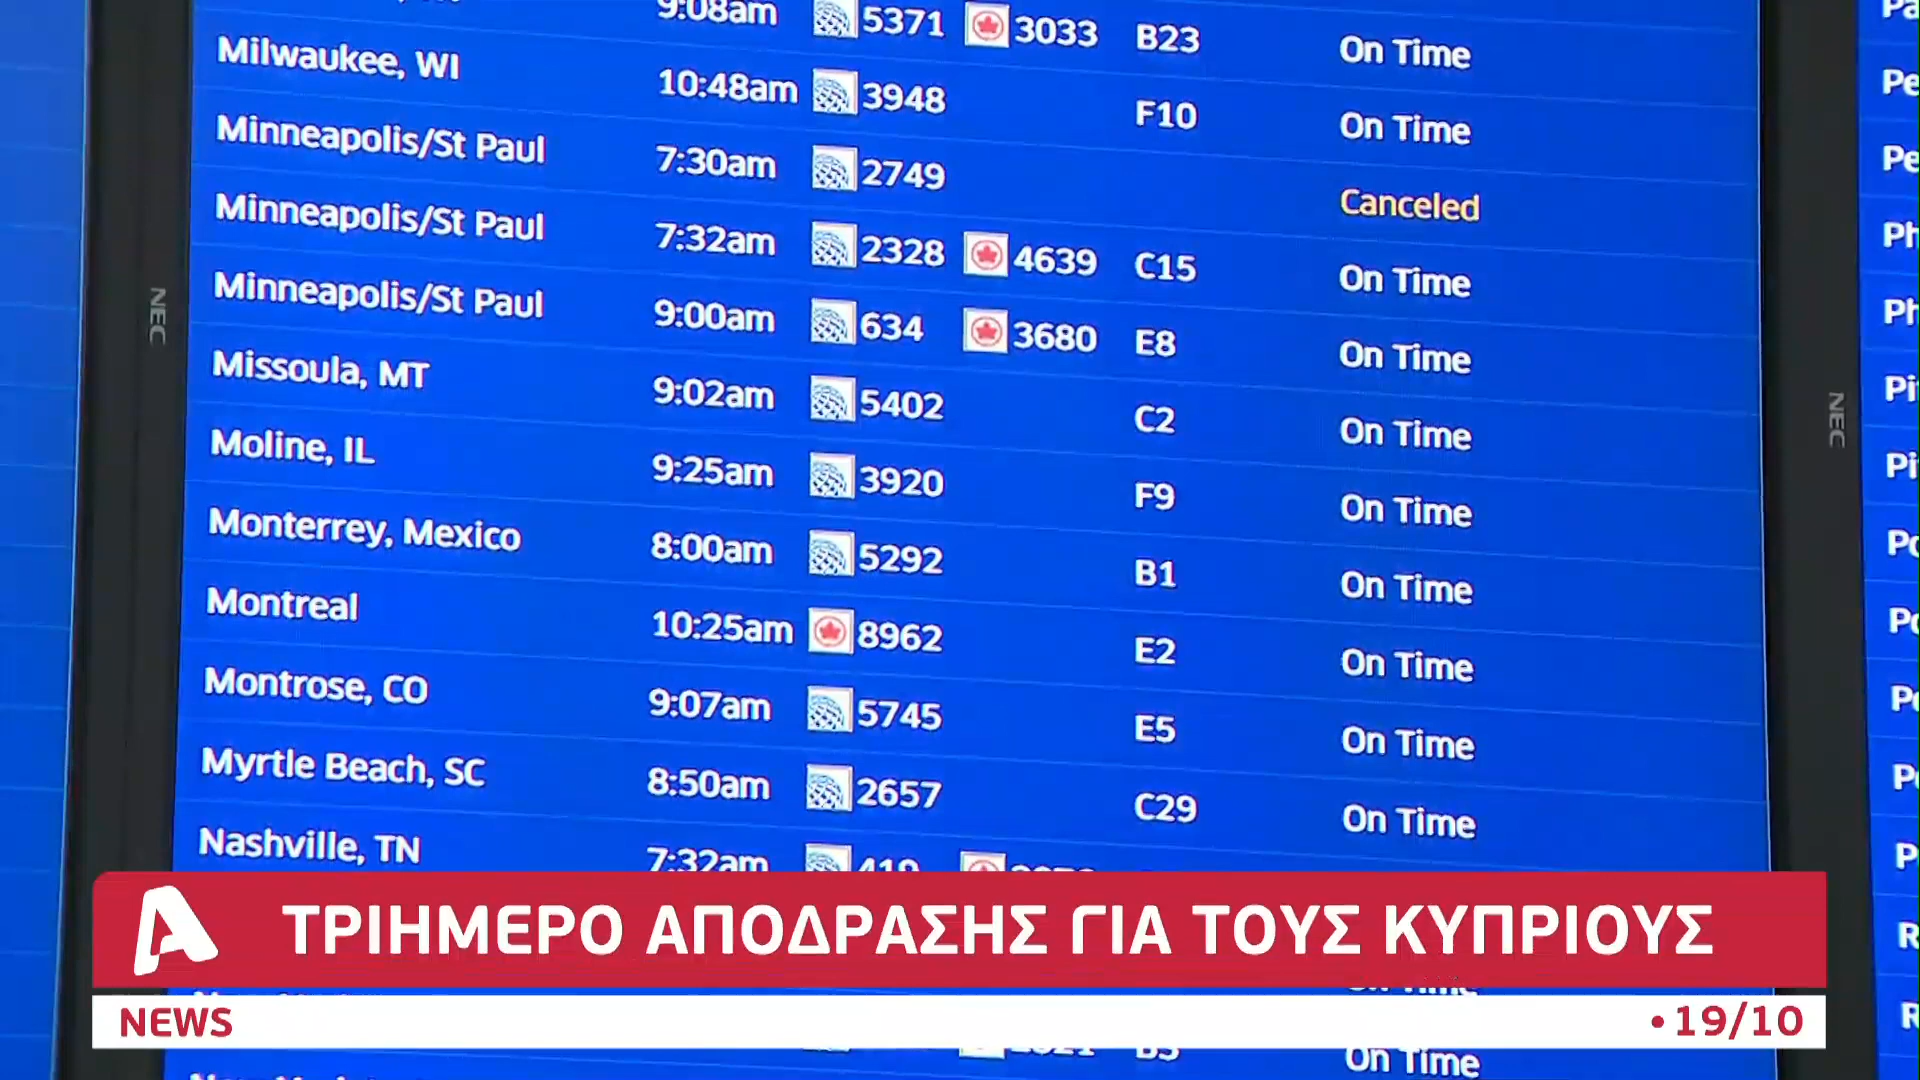 9:08am 5371 3033 B23 On Time
Milwaukee, WI 10:48am 3948 F10 On Time
Minneapolis/St Paul 7:30am 2749 Canceled
Minneapolis/St Paul 7:32am 2328 4639 C15 On Time
Minneapolis/St Paul 9:00am 634 3680 E8 On Time
Missoula, MT 9:02am 5402 C2 On Time
Moline, IL 9:25am 3920 F9 On Time
Monterrey, Mexico 8:00am 5292 B1 On Time
Montreal 10:25am 8962 E2 On Time
Montrose, CO 9:07am 5745 E5 On Time
Myrtle Beach, SC 8:50am 2657 C29 On Time
Nashville, TN 7:32am 419
NEC
NEC
ΤΡΙΗΜΕΡΟ ΑΠΟΔΡΑΣΗΣ ΓΙΑ ΤΟΥΣ ΚΥΠΡΙΟΥΣ
On Time
NEWS •19/10
On Time